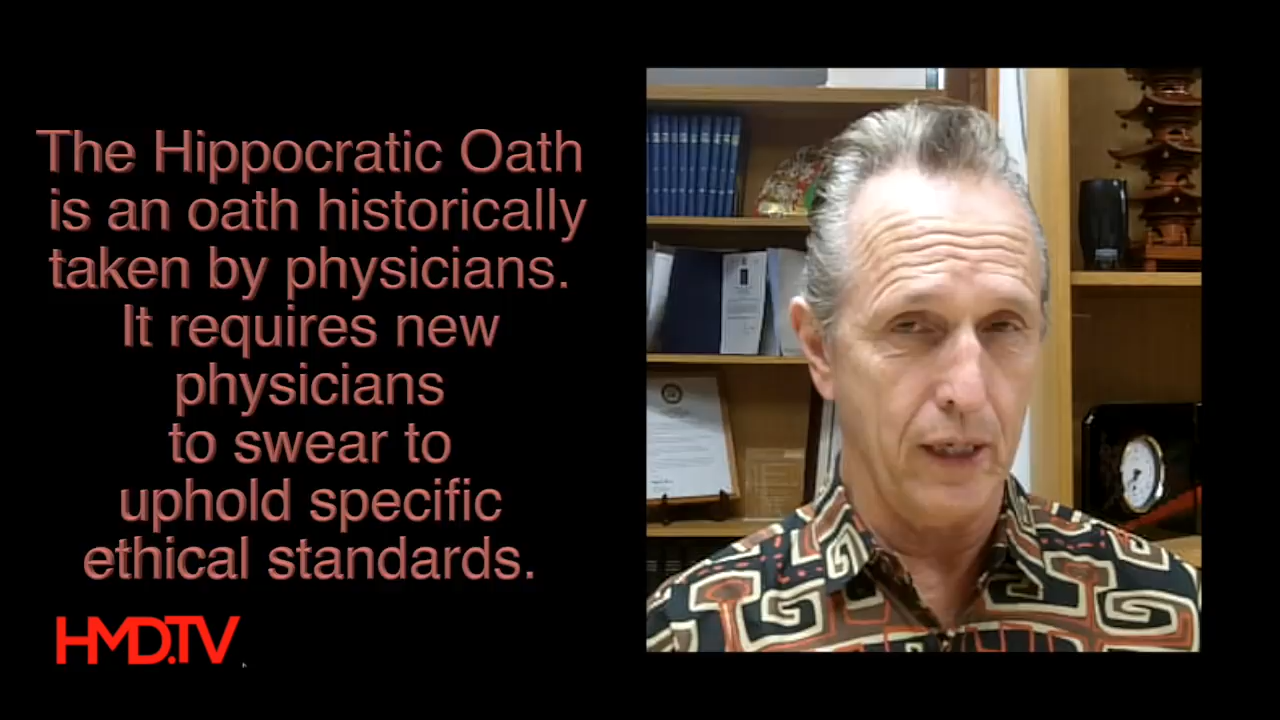 The Hippocratic Oath
is an oath historically
taken by physicians.
It requires new
physicians
to swear to
uphold specific
ethical standards.
HMD.TV